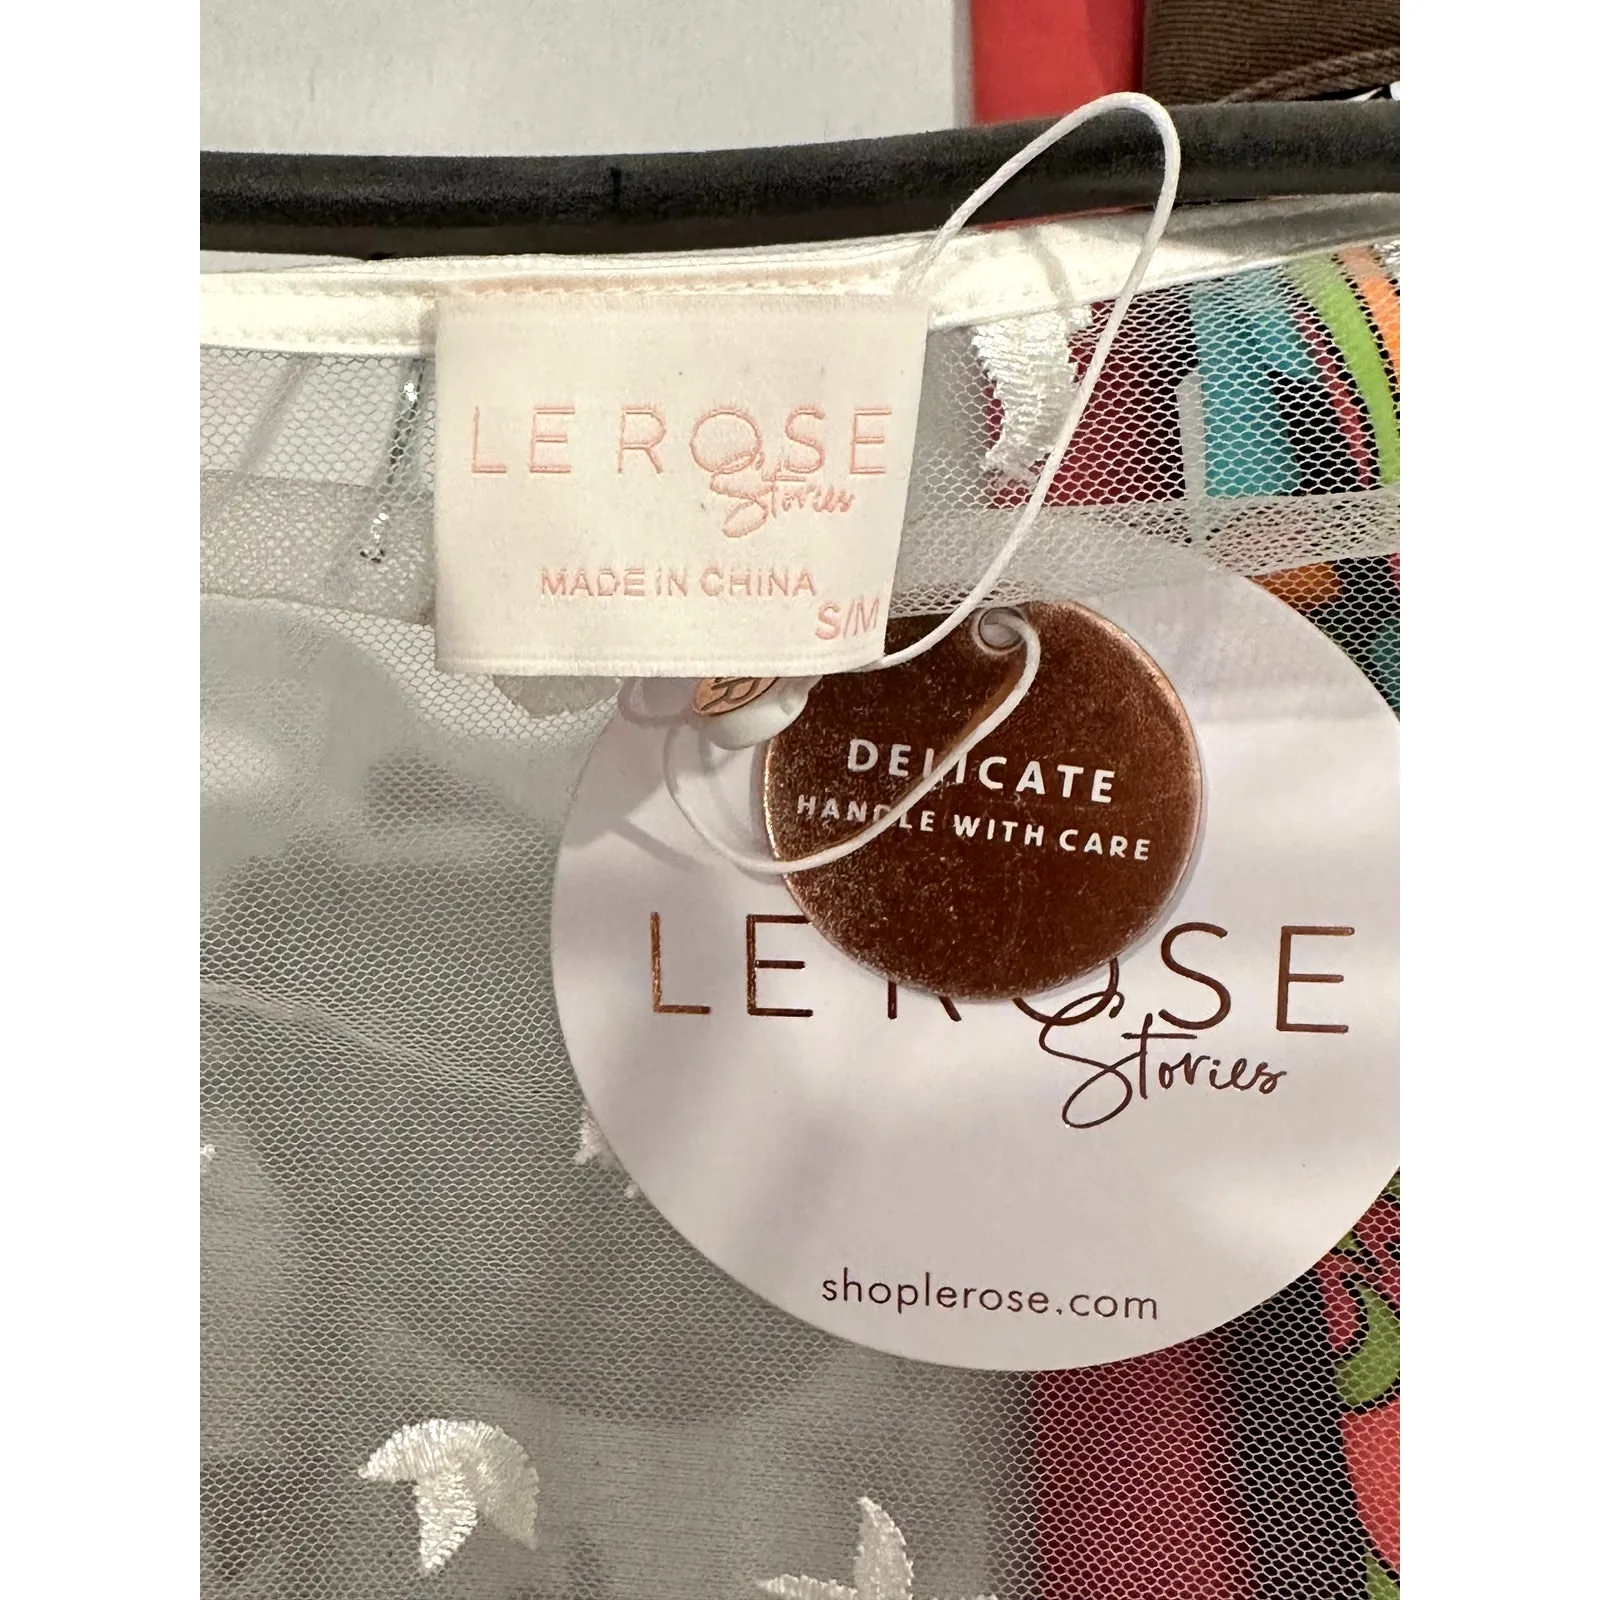 LE ROSE
Stories
MADE IN CHINA
S/M
DELICATE
HANDLE WITH CARE
LE ROSE
Stories
shoplerose.com